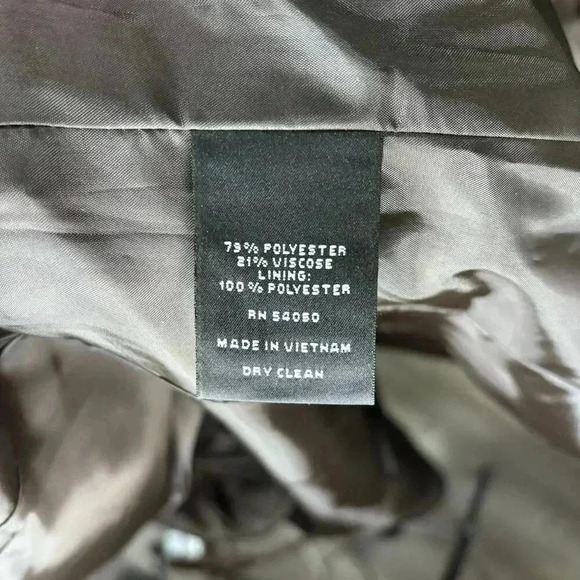 79% POLYESTER
21% VISCOSE
LINING:
100% POLYESTER
RN 54050
MADE IN VIETNAM
DRY CLEAN